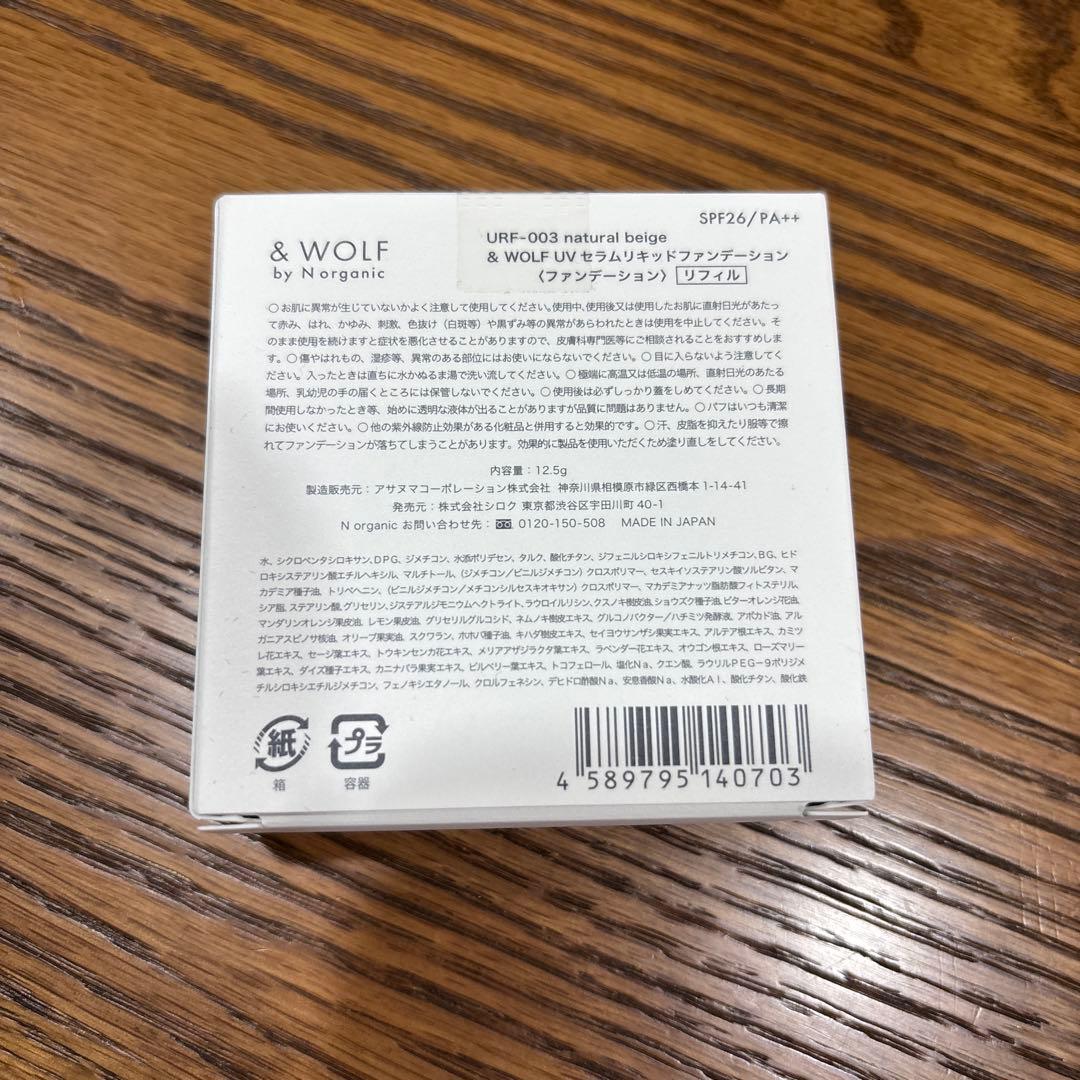 & WOLF
by N organic
SPF26/PA++
URF-003 natural beige
& WOLF UV セラムリキッドファンデーション
〈ファンデーション〉 リフィル
○お肌に異常が生じていないかよく注意して使用してください。使用中、使用後又は使用したお肌に直射日光があたっ
て赤み、はれ、かゆみ、刺激、色抜け（白斑等）や黒ずみ等の異常があらわれたときは使用を中止してください。そ
のまま使用を続けますと症状を悪化させることがありますので、皮膚科専門医等にご相談されることをおすすめしま
す。○傷やはれもの、湿疹等、異常のある部位にはお使いにならないでください。○目に入らないよう注意してく
ださい。入ったときは直ちに水かぬるま湯で洗い流してください。○極端に高温又は低温の場所、直射日光のあたる
場所、乳幼児の手の届くところには保管しないでください。○使用後は必ずしっかり蓋をしめてください。○長期
間使用しなかったとき等、始めに透明な液体が出ることがありますが品質に問題はありません。○パフはいつも清潔
にお使いください。○他の紫外線防止効果がある化粧品と併用すると効果的です。○汗、皮脂を抑えたり服等で擦
れてファンデーションが落ちてしまうことがあります。効果的に製品を使用いただくため塗り直しをしてください。
内容量：12.5g
製造販売元：アサヌマコーポレーション株式会社 神奈川県相模原市緑区西橋本 1-14-41
発売元：株式会社シロク 東京都渋谷区宇田川町 40-1
N organic お問い合わせ先： 0120-150-508 MADE IN JAPAN
水、シクロペンタシロキサン、DPG、ジメチコン、水添ポリデセン、タルク、酸化チタン、ジフェニルシロキシフェニルトリメチコン、BG、ヒド
ロキシステアリン酸エチルヘキシル、マルチトール、（ジメチコン／ビニルジメチコン）クロスポリマー、セスキイソステアリン酸ソルビタン、マ
カデミア種子油、トリベヘニン、（ビニルジメチコン／メチコンシルセスキオキサン）クロスポリマー、マカデミアナッツ脂肪酸フィトステリル、
シア脂、ステアリン酸、グリセリン、ジステアルジモニウムヘクトライト、ラウロイルリシン、クスノキ樹皮油、ショウズク種子油、ビターオレンジ花油、
マンダリンオレンジ果皮油、レモン果皮油、グリセリルグルコシド、ネムノキ樹皮エキス、グルコノバクター／ハチミツ発酵液、アボカド油、アル
ガニアスピノサ核油、オリーブ果実油、スクワラン、ホホバ種子油、キハダ樹皮エキス、セイヨウサンザシ果実エキス、アルテア根エキス、カミツ
レ花エキス、セージ葉エキス、トウキンセンカ花エキス、メリアアザジラクタ葉エキス、ラベンダー花エキス、オウゴン根エキス、ローズマリー
葉エキス、ダイズ種子エキス、カニナバラ果実エキス、ビルベリー葉エキス、トコフェロール、塩化Na、クエン酸、ラウリルPEG－9ポリジメ
チルシロキシエチルジメチコン、フェノキシエタノール、クロルフェネシン、デヒドロ酢酸Na、安息香酸Na、水酸化Al、酸化チタン、酸化鉄
紙
箱
プラ
容器
4 589795 140703